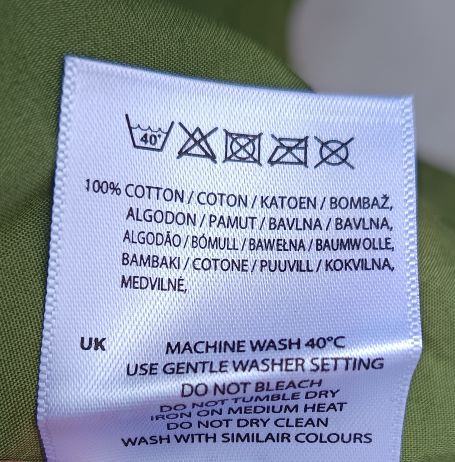 40°
100% COTTON / COTON / KATOEN / BOMBAŽ,
ALGODON / PAMUT / BAVLNA / BAVLNA,
ALGODÃO / BÓMULL / BAWEŁNA / BAUMWOLLE,
BAMBAKI / COTONE / PUUVILL / KOKVILNA,
MEDVILNĖ,
UK MACHINE WASH 40°C
USE GENTLE WASHER SETTING
DO NOT BLEACH
DO NOT TUMBLE DRY
IRON ON MEDIUM HEAT
DO NOT DRY CLEAN
WASH WITH SIMILAIR COLOURS